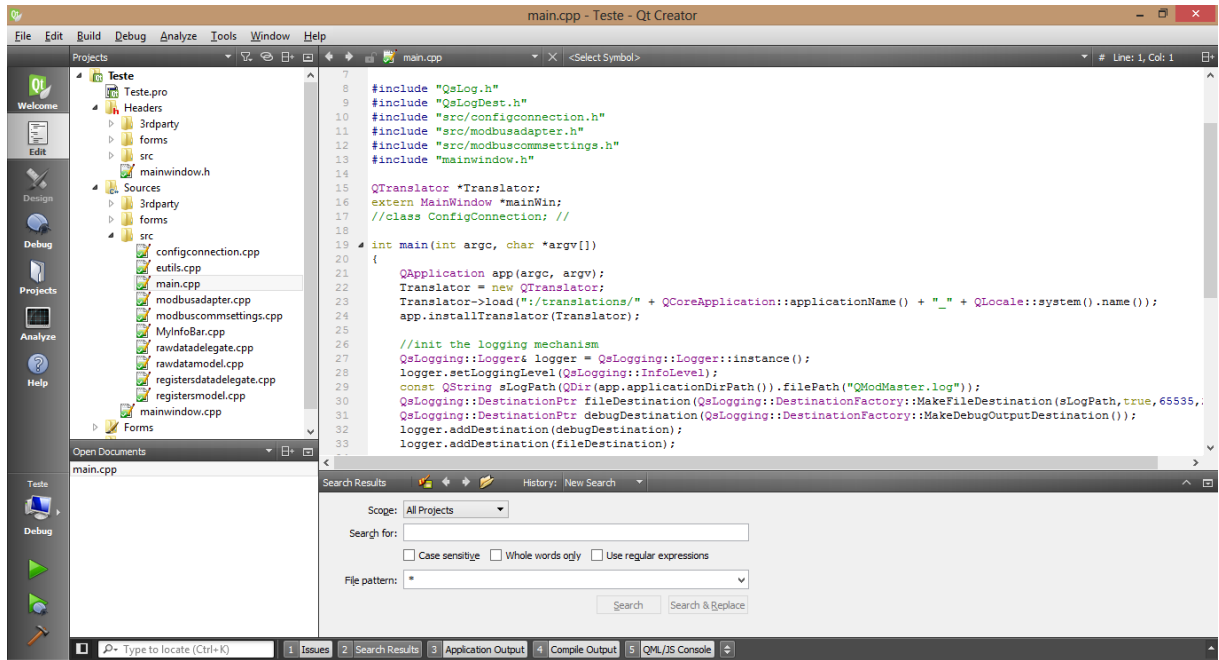 main.cpp - Teste - Qt Creator
File Edit Build Debug Analyze Tools Window Help
Projects
main.cpp
<Select Symbol>
# Line: 1, Col: 1
Welcome
Edit
Design
Debug
Projects
Analyze
Help
Teste
Debug
Teste
Teste.pro
Headers
3rdparty
forms
src
mainwindow.h
Sources
3rdparty
forms
src
configconnection.cpp
eutils.cpp
main.cpp
modbusadapter.cpp
modbuscommsettings.cpp
MyInfoBar.cpp
rawdatadelegate.cpp
rawdatamodel.cpp
registersdatadelegate.cpp
registersmodel.cpp
mainwindow.cpp
Forms
Open Documents
main.cpp
7
8 #include "QsLog.h"
9 #include "QsLogDest.h"
10 #include "src/configconnection.h"
11 #include "src/modbusadapter.h"
12 #include "src/modbuscommsettings.h"
13 #include "mainwindow.h"
14
15 QTranslator *Translator;
16 extern MainWindow *mainWin;
17 //class ConfigConnection; //
18
19 int main(int argc, char *argv[])
20 {
21 QApplication app(argc, argv);
22 Translator = new QTranslator;
23 Translator->load(":/translations/" + QCoreApplication::applicationName() + "_" + QLocale::system().name());
24 app.installTranslator(Translator);
25
26 //init the logging mechanism
27 QsLogging::Logger& logger = QsLogging::Logger::instance();
28 logger.setLoggingLevel(QsLogging::InfoLevel);
29 const QString sLogPath(QDir(app.applicationDirPath()).filePath("QModMaster.log"));
30 QsLogging::DestinationPtr fileDestination(QsLogging::DestinationFactory::MakeFileDestination(sLogPath,true,65535,
31 QsLogging::DestinationPtr debugDestination(QsLogging::DestinationFactory::MakeDebugOutputDestination());
32 logger.addDestination(debugDestination);
33 logger.addDestination(fileDestination);
Search Results
History: New Search
Scope: All Projects
Search for:
Case sensitive Whole words only Use regular expressions
File pattern: *
Search Search & Replace
Type to locate (Ctrl+K)
1 Issues 2 Search Results 3 Application Output 4 Compile Output 5 QML/JS Console